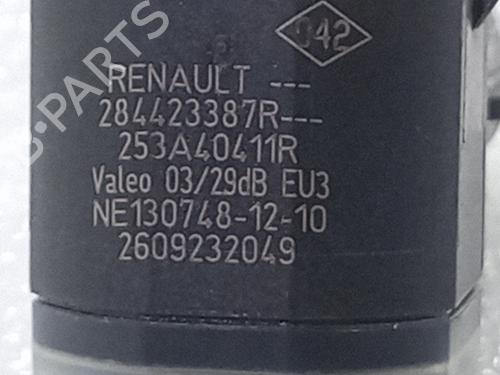 042
RENAULT ---
284423387R---
253A40411R
Valeo 03/29dB EU3
NE130748-12-10
2609232049
B-PARTS